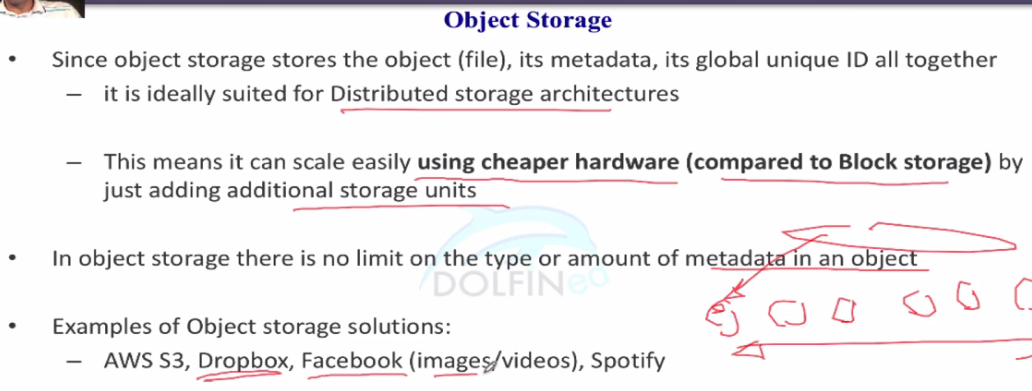 Object Storage
• Since object storage stores the object (file), its metadata, its global unique ID all together
– it is ideally suited for Distributed storage architectures
– This means it can scale easily using cheaper hardware (compared to Block storage) by
just adding additional storage units
• In object storage there is no limit on the type or amount of metadata in an object
DOLFINed
• Examples of Object storage solutions:
– AWS S3, Dropbox, Facebook (images/videos), Spotify